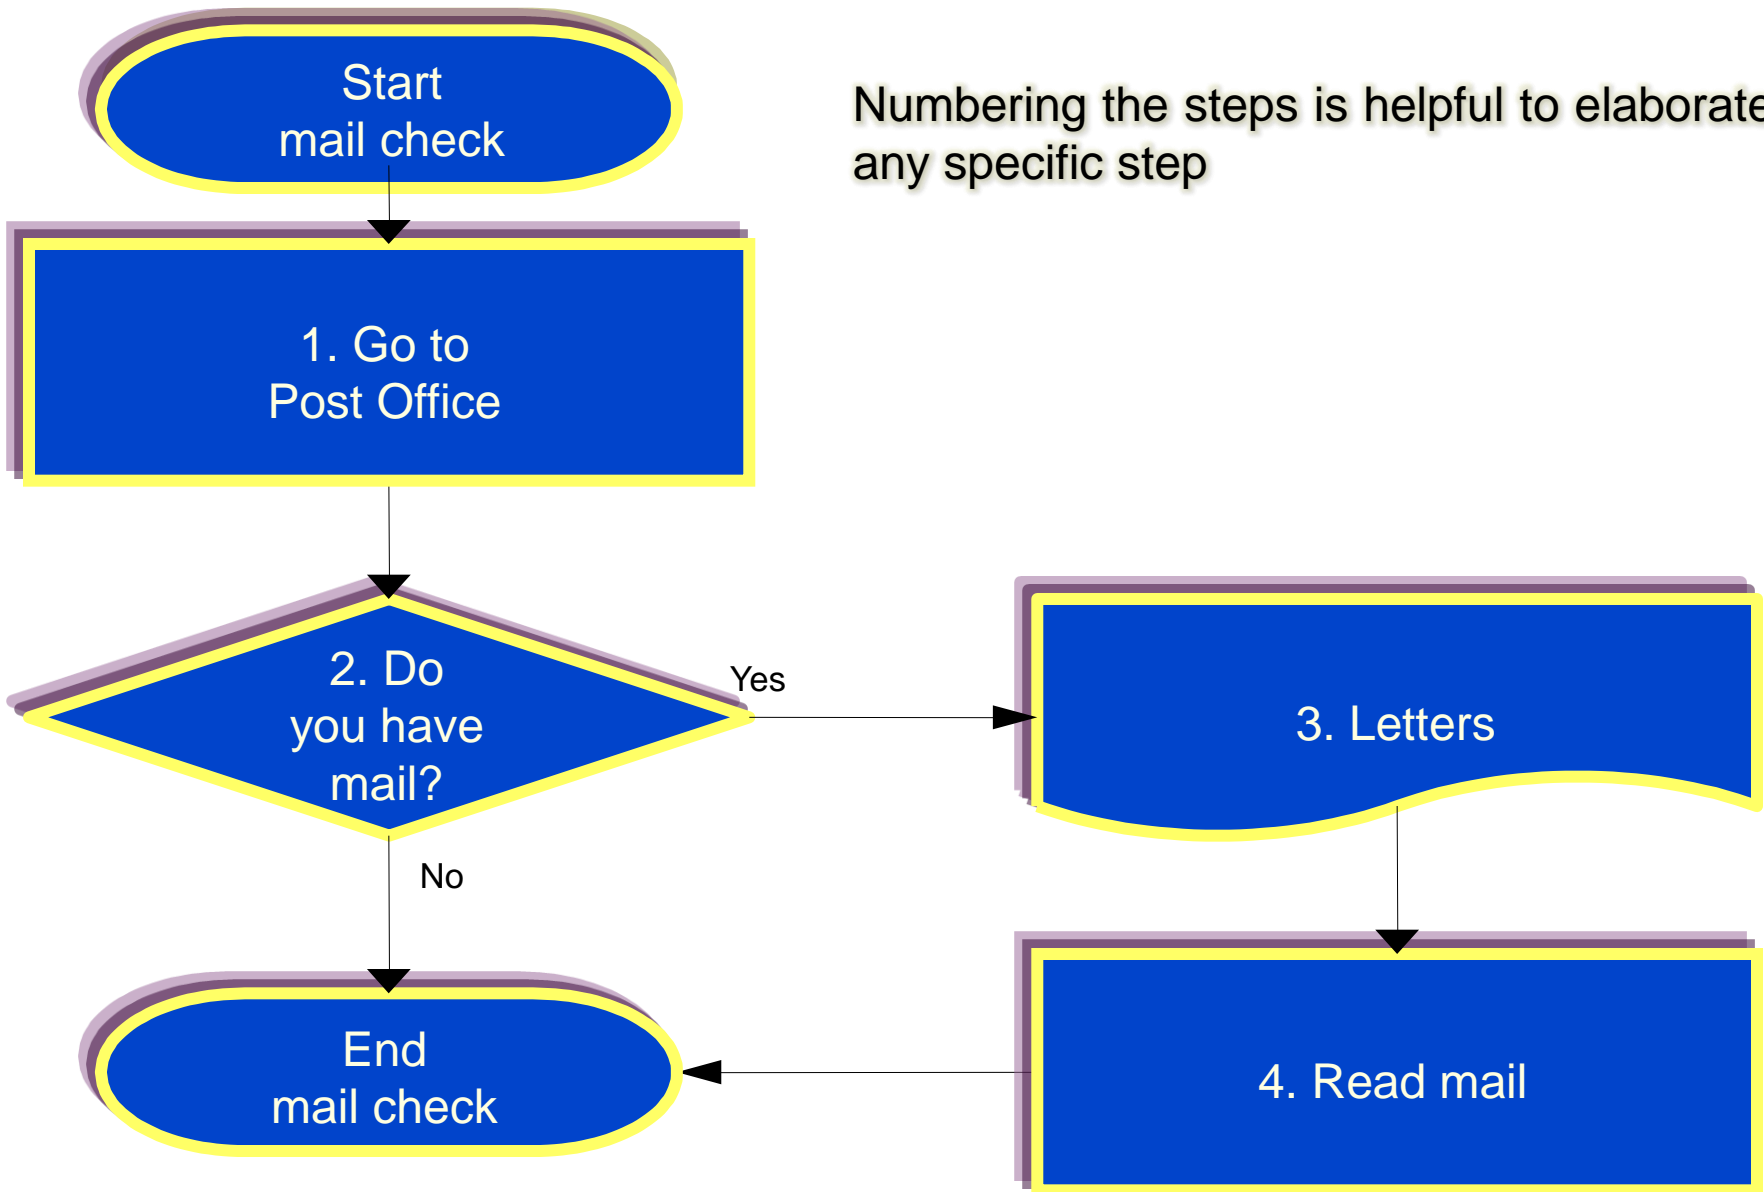 Start
mail check
Numbering the steps is helpful to elaborate
any specific step
1. Go to
Post Office
2. Do
you have
mail?
Yes
3. Letters
No
End
mail check
4. Read mail